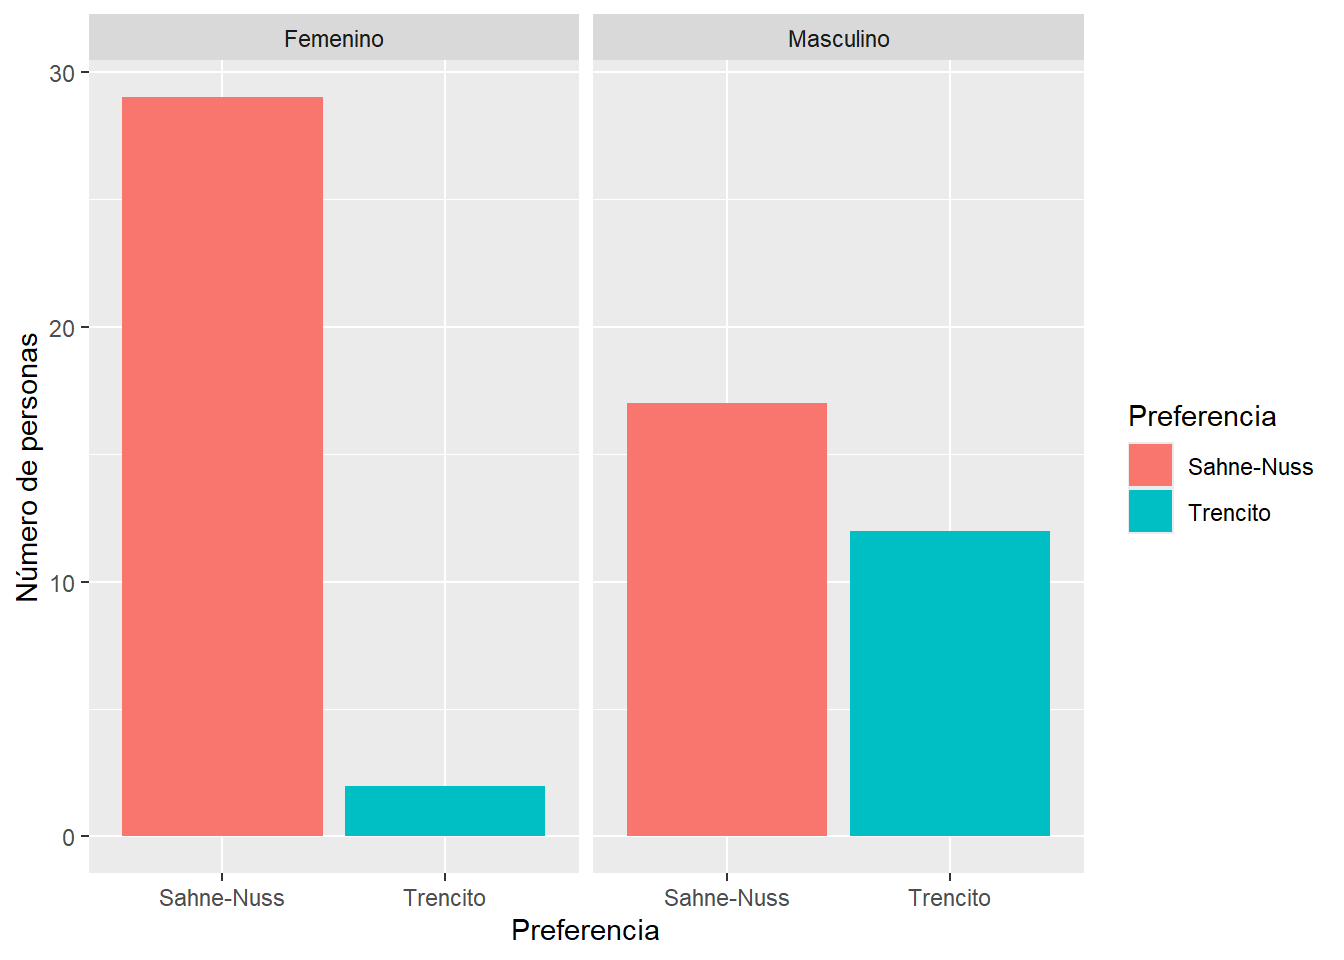 Femenino
Masculino
30
20
10
0
Número de personas
Sahne-Nuss
Trencito
Sahne-Nuss
Trencito
Preferencia
Preferencia
Sahne-Nuss
Trencito